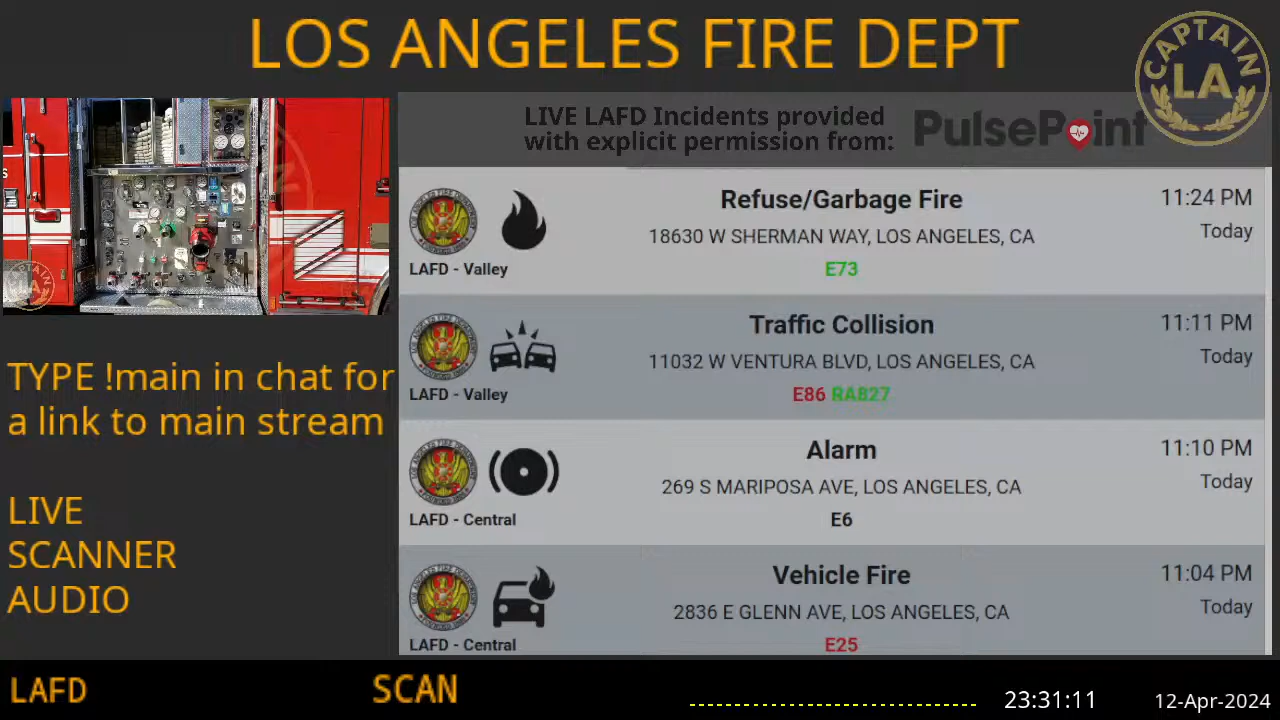 LOS ANGELES FIRE DEPT
CAPTAIN
LA
LIVE LAFD Incidents provided
with explicit permission from:
PulsePoint
Refuse/Garbage Fire
11:24 PM
18630 W SHERMAN WAY, LOS ANGELES, CA
Today
LAFD - Valley
E73
Traffic Collision
11:11 PM
11032 W VENTURA BLVD, LOS ANGELES, CA
Today
LAFD - Valley
E86 RA827
Alarm
11:10 PM
269 S MARIPOSA AVE, LOS ANGELES, CA
Today
LAFD - Central
E6
Vehicle Fire
11:04 PM
2836 E GLENN AVE, LOS ANGELES, CA
Today
LAFD - Central
E25
TYPE !main in chat for
a link to main stream
LIVE
SCANNER
AUDIO
LAFD
SCAN
23:31:11
12-Apr-2024